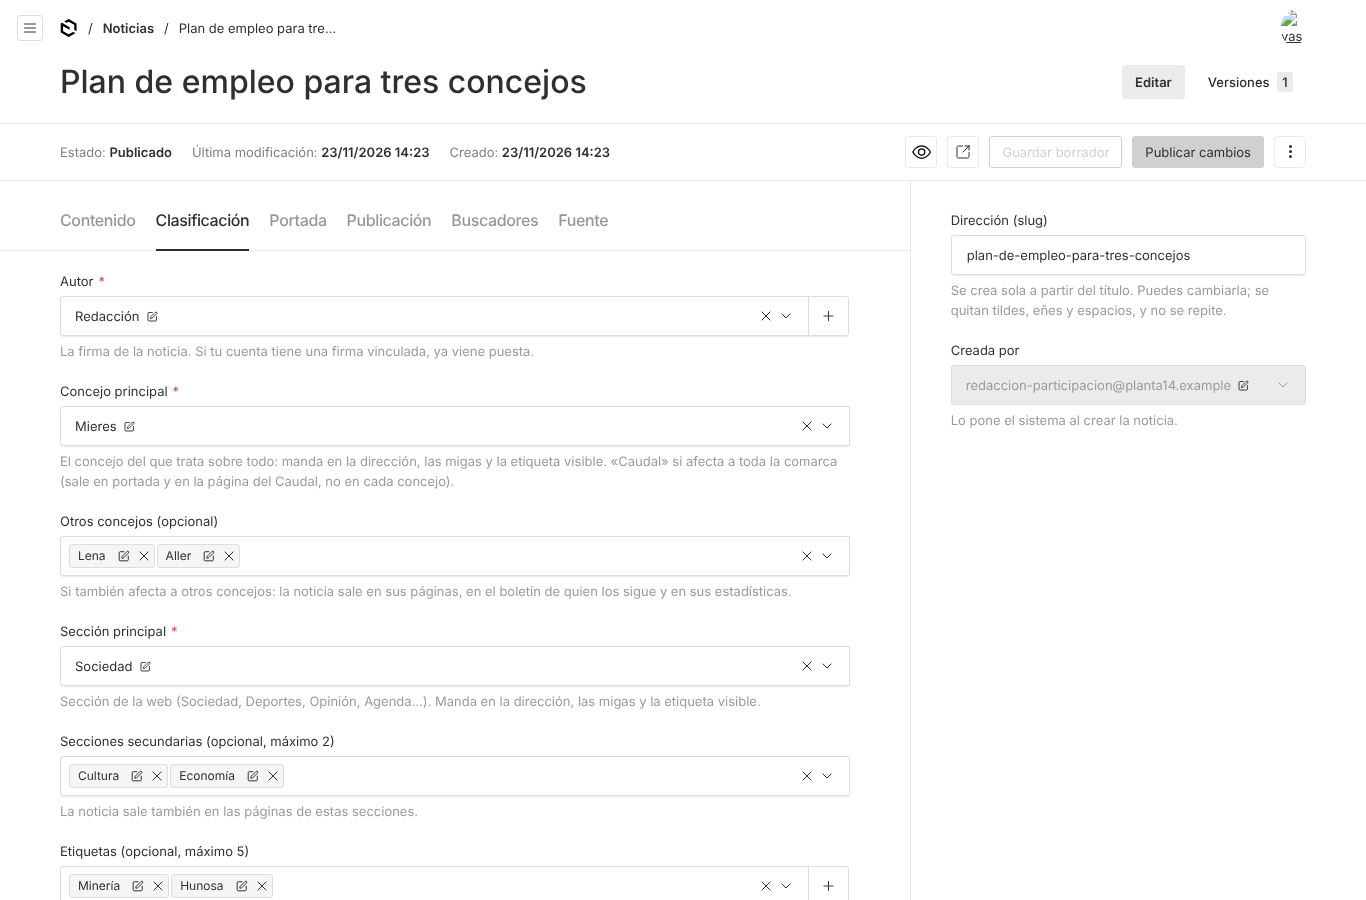 / Noticias / Plan de empleo para tre...
vas
Plan de empleo para tres concejos
Editar
Versiones 1
Estado: Publicado
Última modificación: 23/11/2026 14:23
Creado: 23/11/2026 14:23
Guardar borrador
Publicar cambios
Contenido
Clasificación
Portada
Publicación
Buscadores
Fuente
Autor *
Redacción
La firma de la noticia. Si tu cuenta tiene una firma vinculada, ya viene puesta.
Concejo principal *
Mieres
El concejo del que trata sobre todo: manda en la dirección, las migas y la etiqueta visible. «Caudal» si afecta a toda la comarca
(sale en portada y en la página del Caudal, no en cada concejo).
Otros concejos (opcional)
Lena
Aller
Si también afecta a otros concejos: la noticia sale en sus páginas, en el boletín de quien los sigue y en sus estadísticas.
Sección principal *
Sociedad
Sección de la web (Sociedad, Deportes, Opinión, Agenda...). Manda en la dirección, las migas y la etiqueta visible.
Secciones secundarias (opcional, máximo 2)
Cultura
Economía
La noticia sale también en las páginas de estas secciones.
Etiquetas (opcional, máximo 5)
Minería
Hunosa
Dirección (slug)
plan-de-empleo-para-tres-concejos
Se crea sola a partir del título. Puedes cambiarla; se
quitan tildes, eñes y espacios, y no se repite.
Creada por
redaccion-participacion@planta14.example
Lo pone el sistema al crear la noticia.